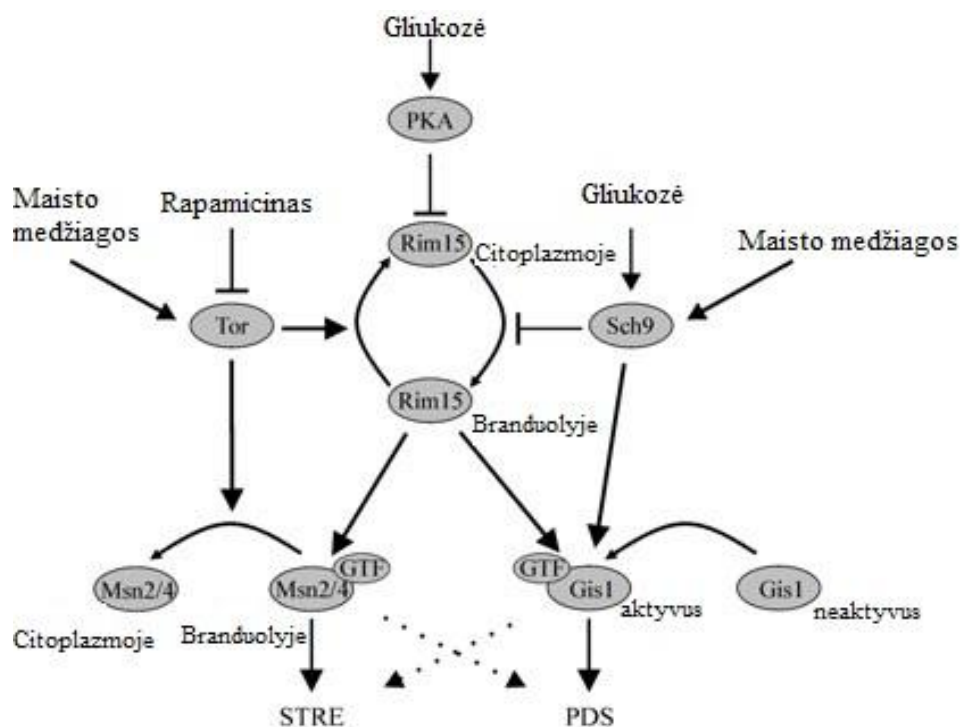 Gliukozė
PKA
Maisto
medžiagos
Rapamicinas
Gliukozė
Maisto medžiagos
Rim15
Citoplazmoje
Tor
Sch9
Rim15
Branduolyje
Msn2/4
Msn2/4
GTF
GTF
Gis1
aktyvus
Gis1
neaktyvus
Citoplazmoje
Branduolyje
STRE
PDS